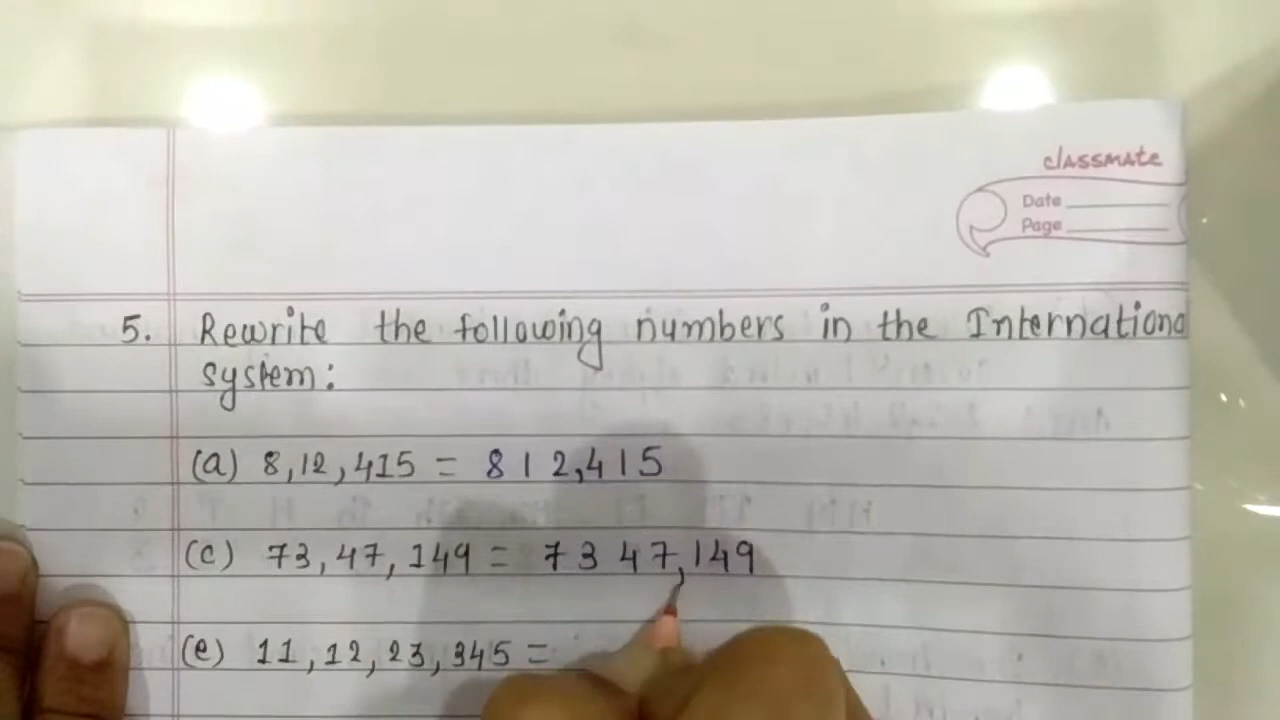 classmate
Date
Page
5. Rewrite the following numbers in the Internationa
system:
(a) 8,12,415 = 812,415
(c) 73,47,149 = 7347,149
(e) 11,12,23,345 =